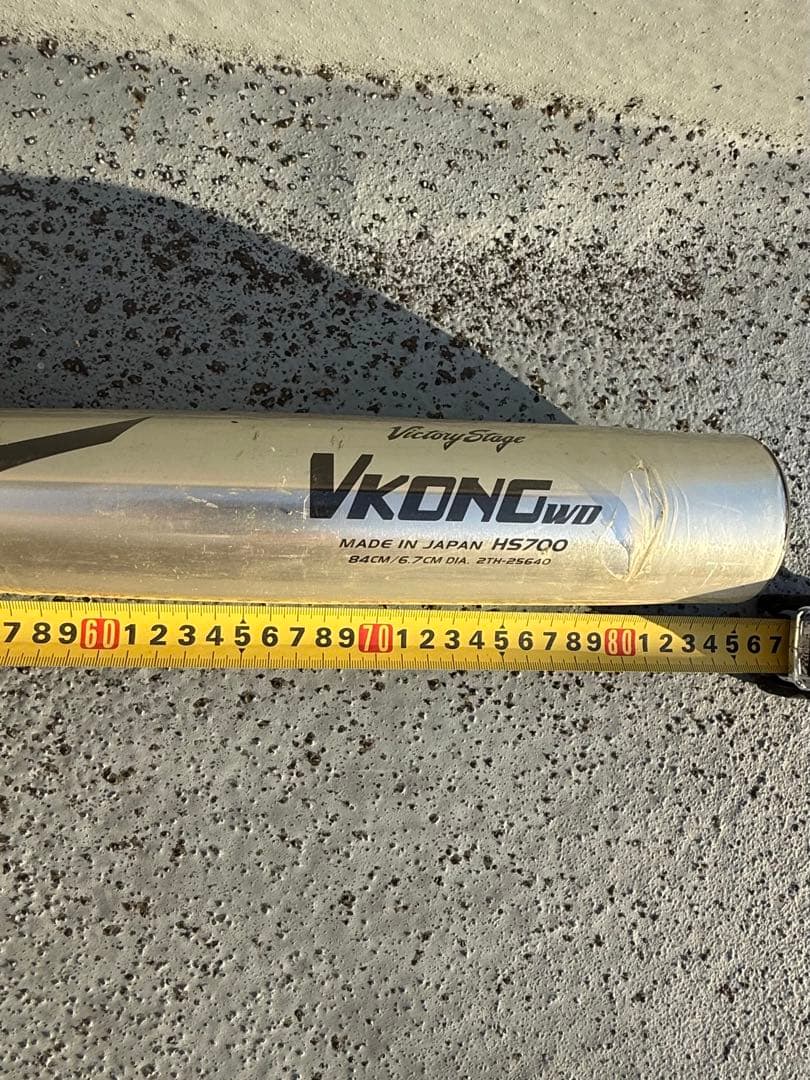 Victory Stage
VKONG WD
MADE IN JAPAN HS700
84CM/6.7CM DIA. 2TH-25640
7 8 9 60 1 2 3 4 5 6 7 8 9 70 1 2 3 4 5 6 7 8 9 80 1 2 3 4 5 6 7